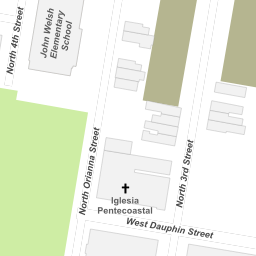 North 4th Street
John Welsh
Elementary
School
North Orianna Street
North 3rd Street
Iglesia
Pentecoastal
West Dauphin Street